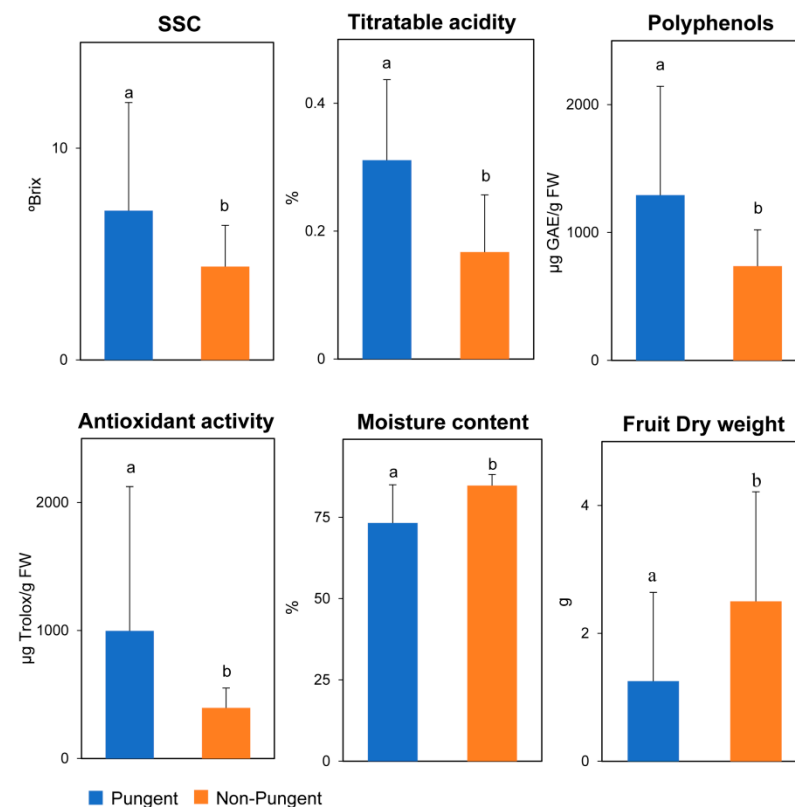 SSC
a
b
10
0
ºBrix
Titratable acidity
a
b
0.4
0.2
0
%
Polyphenols
a
b
2000
1000
0
µg GAE/g FW
Antioxidant activity
a
b
2000
1000
0
µg Trolox/g FW
Moisture content
a
b
75
50
25
0
%
Fruit Dry weight
a
b
4
2
0
g
Pungent
Non-Pungent